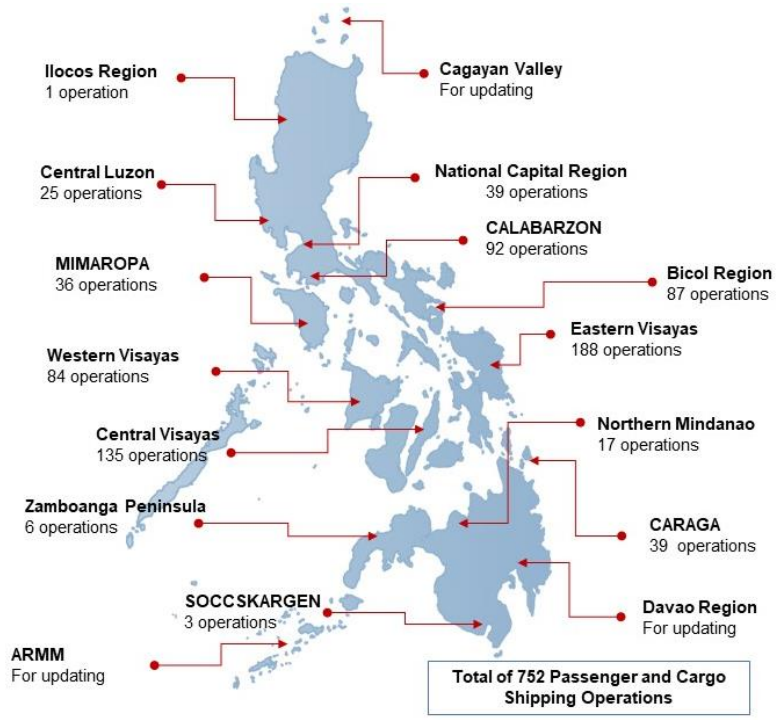 Ilocos Region
1 operation
Cagayan Valley
For updating
Central Luzon
25 operations
National Capital Region
39 operations
CALABARZON
92 operations
MIMAROPA
36 operations
Bicol Region
87 operations
Eastern Visayas
188 operations
Western Visayas
84 operations
Northern Mindanao
17 operations
Central Visayas
135 operations
Zamboanga Peninsula
6 operations
CARAGA
39 operations
SOCCSKARGEN
3 operations
Davao Region
For updating
ARMM
For updating
Total of 752 Passenger and Cargo
Shipping Operations